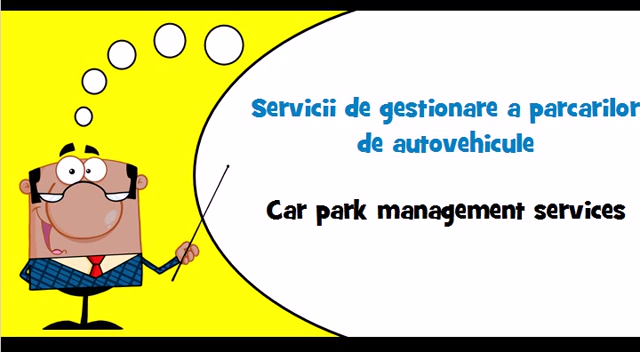 Servicii de gestionare a parcarilor
de autovehicule
Car park management services